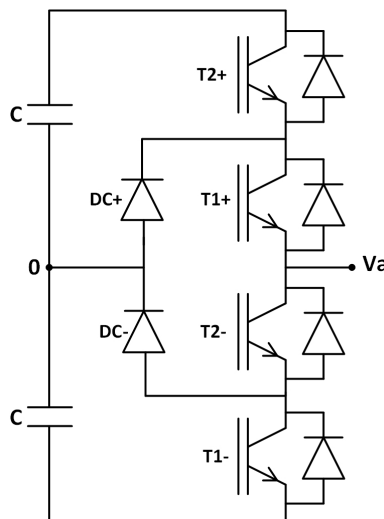 T2+
C
DC+
T1+
0
Va
DC-
T2-
C
T1-